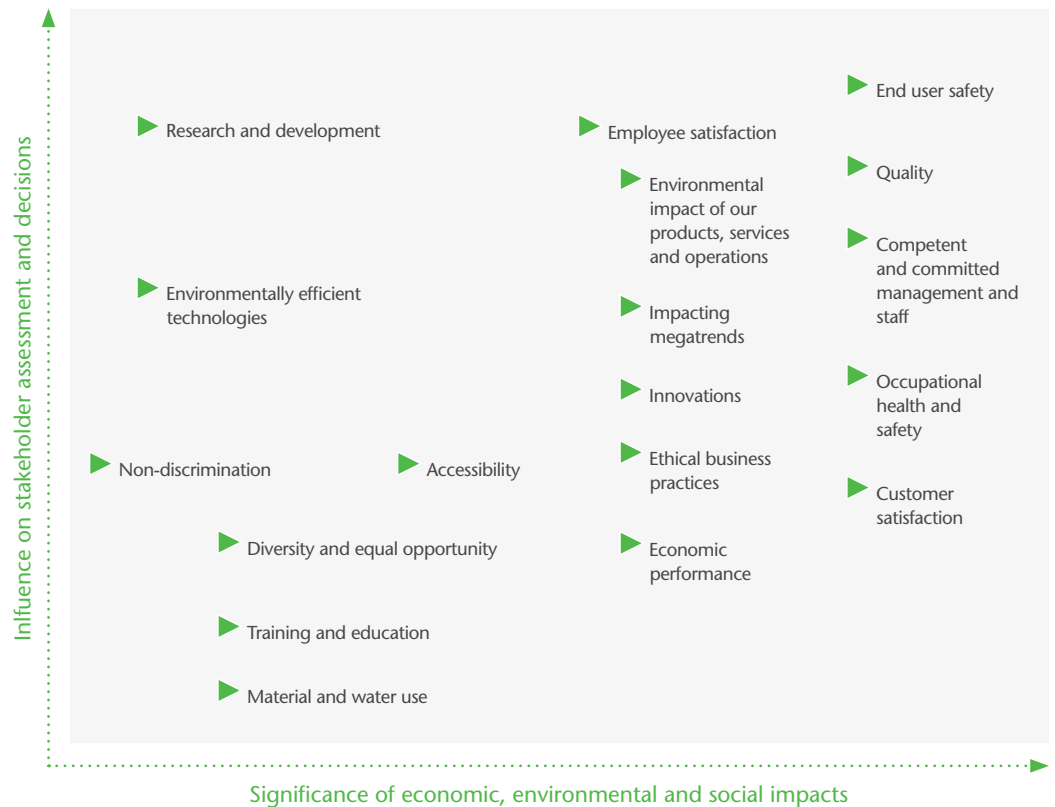 Inlfuence on stakeholder assessment and decisions
End user safety
Research and development
Employee satisfaction
Quality
Environmental
impact of our
products, services
and operations
Competent
and committed
management and
staff
Environmentally efficient
technologies
Impacting
megatrends
Occupational
health and
safety
Innovations
Non-discrimination
Accessibility
Ethical business
practices
Customer
satisfaction
Diversity and equal opportunity
Economic
performance
Training and education
Material and water use
Significance of economic, environmental and social impacts